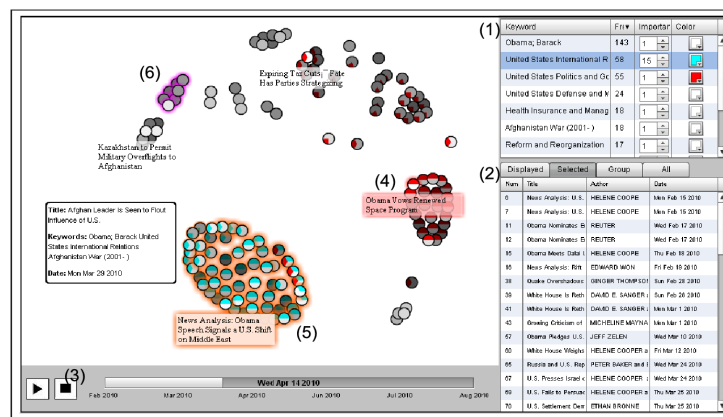 (1)
Keyword Fri▾ Importan Color
Obama; Barack 143 1
United States International R 58 15
United States Politics and Gc 55 1
United States Defense and M 24 1
Health Insurance and Manag 18 1
Afghanistan War (2001- ) 18 1
Reform and Reorganization 17 1
(2)
Displayed Selected Group All
Num Title Author Date
6 News Analysis: U.S. HELENE COOPE Mon Feb 15 2010
7 News Analysis: U.S. HELENE COOPE Mon Feb 15 2010
11 Obama Nominates E REUTER Wed Feb 17 2010
12 Obama Nominates E REUTER Wed Feb 17 2010
15 Obama Meets Dalai L HELENE COOPE Thu Feb 18 2010
16 News Analysis: Rift EDWARD WON Fri Feb 19 2010
38 Quake Overshadows GINGER THOMPSO Sun Feb 28 2010
39 White House Is Reth DAVID E. SANGER a Sun Feb 28 2010
41 White House Is Reth DAVID E. SANGER a Mon Mar 1 2010
43 Growing Criticism of MICHELINE MAYNA Mon Mar 1 2010
57 Obama Pledges U.S. JEFF ZELEN Wed Mar 10 2010
60 White House Weighs HELENE COOPER a Fri Mar 12 2010
65 Russia and U.S. Rep PETER BAKER and E Wed Mar 24 2010
67 U.S. Presses Israel c HELENE COOPER a Wed Mar 24 2010
69 U.S. Fails to Persuad HELENE COOPER a Thu Mar 25 2010
70 U.S. Settlement Dem ETHAN BRONNE Thu Mar 25 2010
(6)
Expiring Tax Cuts' Fate
Has Parties Strategizing
Kazakhstan to Permit
Military Overflights to
Afghanistan
(4)
Obama Vows Renewed
Space Program
Title: Afghan Leader Is Seen to Flout
Influence of U.S.
Keywords: Obama; Barack United
States International Relations
Afghanistan War (2001- )
Date: Mon Mar 29 2010
News Analysis: Obama
Speech Signals a U.S. Shift
on Middle East
(5)
(3)
Wed Apr 14 2010
Feb 2010 Mar 2010 Apr 2010 Jun 2010 Jul 2010 Aug 2010